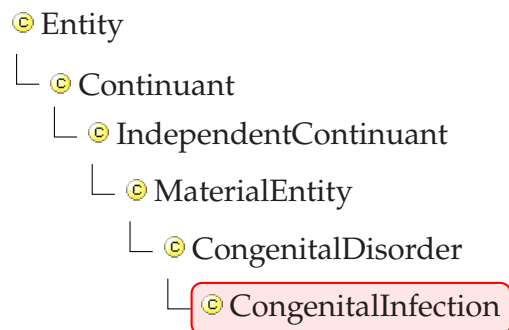 Entity
Continuant
IndependentContinuant
MaterialEntity
CongenitalDisorder
CongenitalInfection